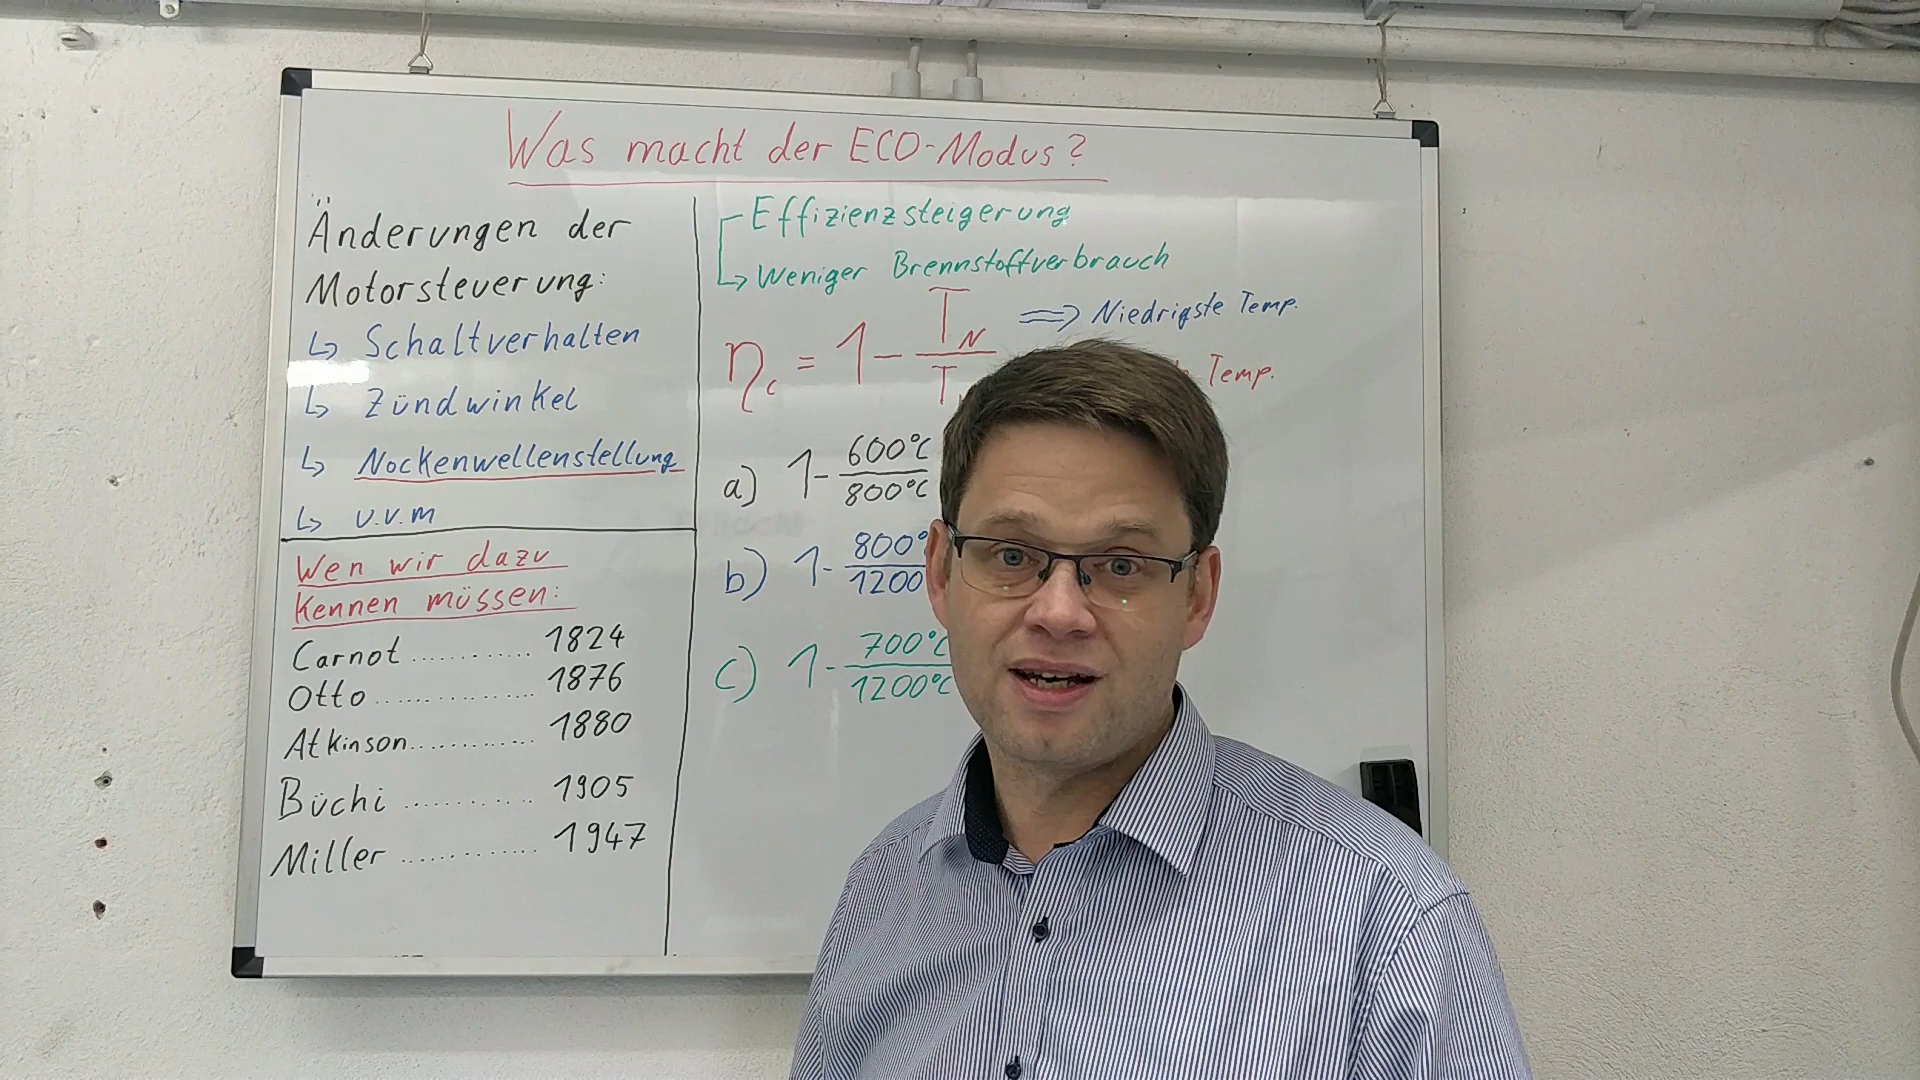 Was macht der ECO-Modus?
Änderungen der
Motorsteuerung:
↳ Schaltverhalten
↳ Zündwinkel
↳ Nockenwellenstellung
↳ u.v.m
Wen wir dazu
kennen müssen:
Carnot ............ 1824
Otto ............... 1876
Atkinson ............ 1880
Büchi ............ 1905
Miller ............ 1947
Effizienzsteigerung
↳ Weniger Brennstoffverbrauch
η_c = 1 - T_N / T
⇒ Niedrigste Temp.
Temp.
a) 1 - 600°C / 800°C
b) 1 - 800° / 1200
c) 1 - 700°C / 1200°C